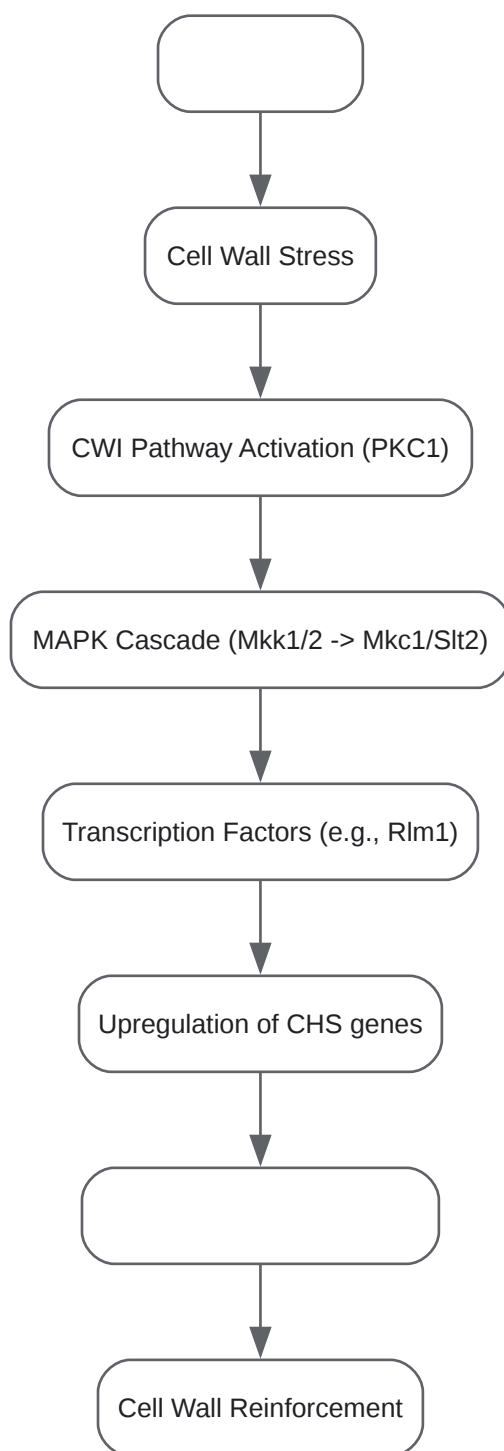 Cell Wall Stress
CWI Pathway Activation (PKC1)
MAPK Cascade (Mkk1/2 -> Mkc1/Slt2)
Transcription Factors (e.g., Rlm1)
Upregulation of CHS genes
Cell Wall Reinforcement